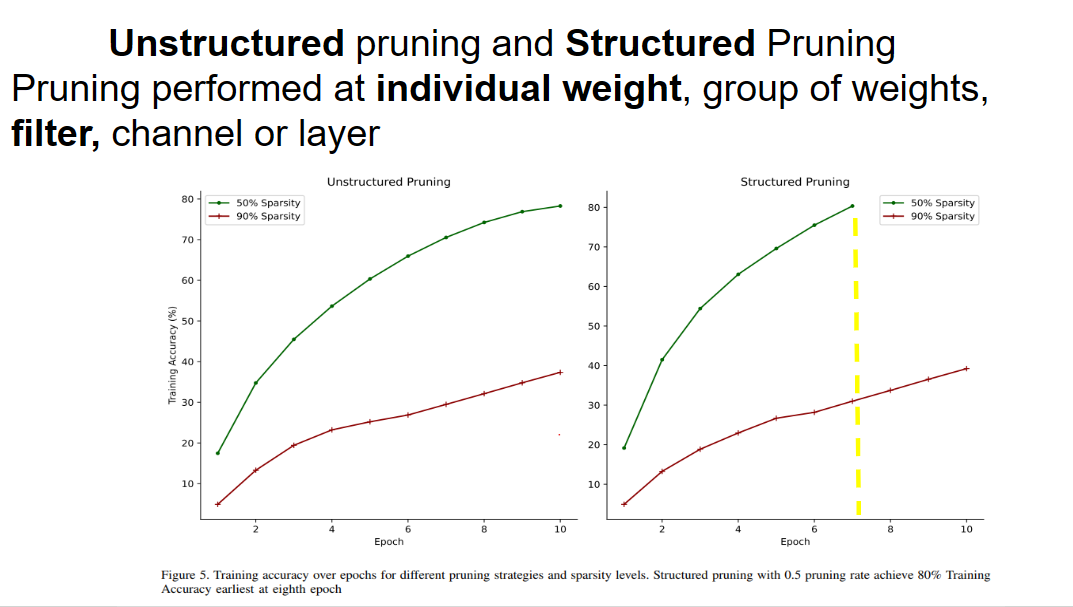 Unstructured pruning and Structured Pruning
Pruning performed at individual weight, group of weights,
filter, channel or layer
Unstructured Pruning
50% Sparsity
90% Sparsity
Training Accuracy (%)
80
70
60
50
40
30
20
10
2
4
6
8
10
Epoch
Structured Pruning
50% Sparsity
90% Sparsity
80
70
60
50
40
30
20
10
2
4
6
8
10
Epoch
Figure 5. Training accuracy over epochs for different pruning strategies and sparsity levels. Structured pruning with 0.5 pruning rate achieve 80% Training
Accuracy earliest at eighth epoch